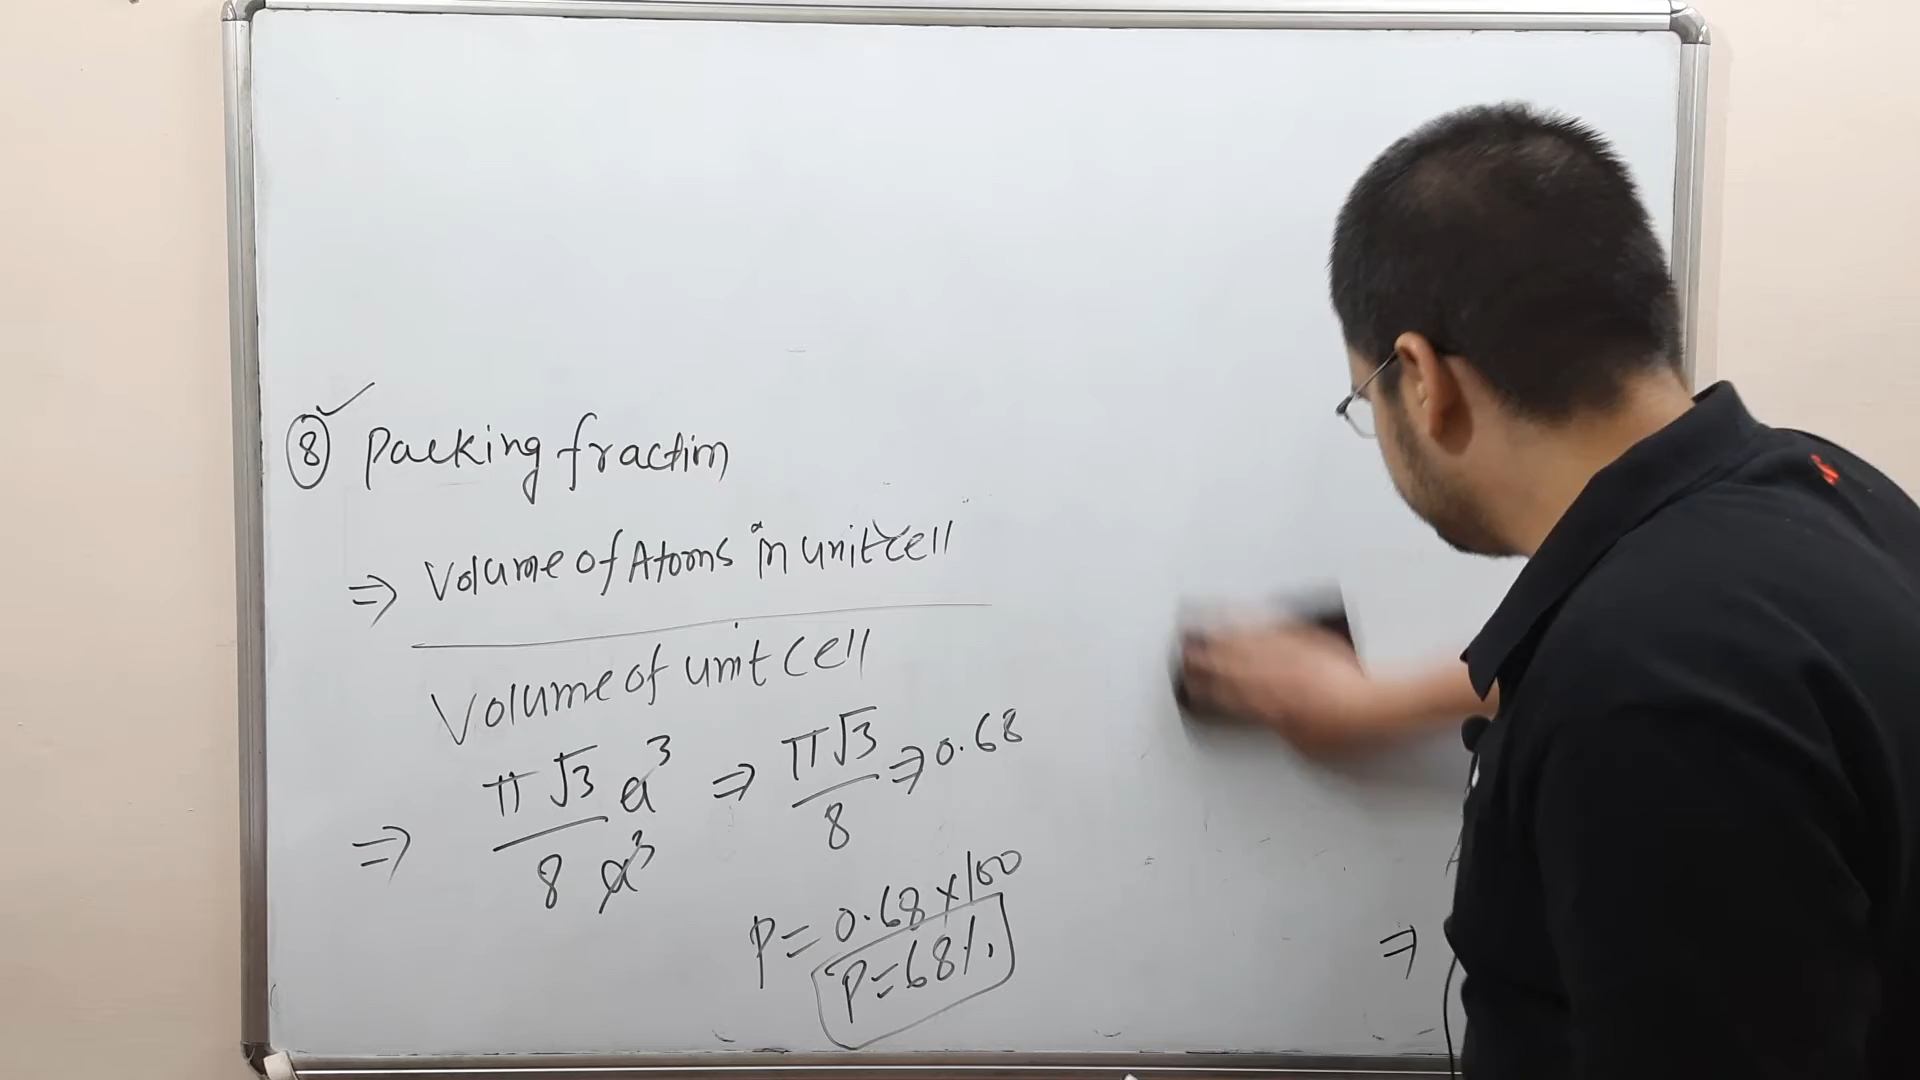 ⑧ ✓ Packing fraction
⇒ Volume of Atoms in unit cell
Volume of unit cell
⇒ π√3 a³ / 8 a³ ⇒ π√3 / 8 ⇒ 0.68
P = 0.68 × 100
P = 68%
⇒